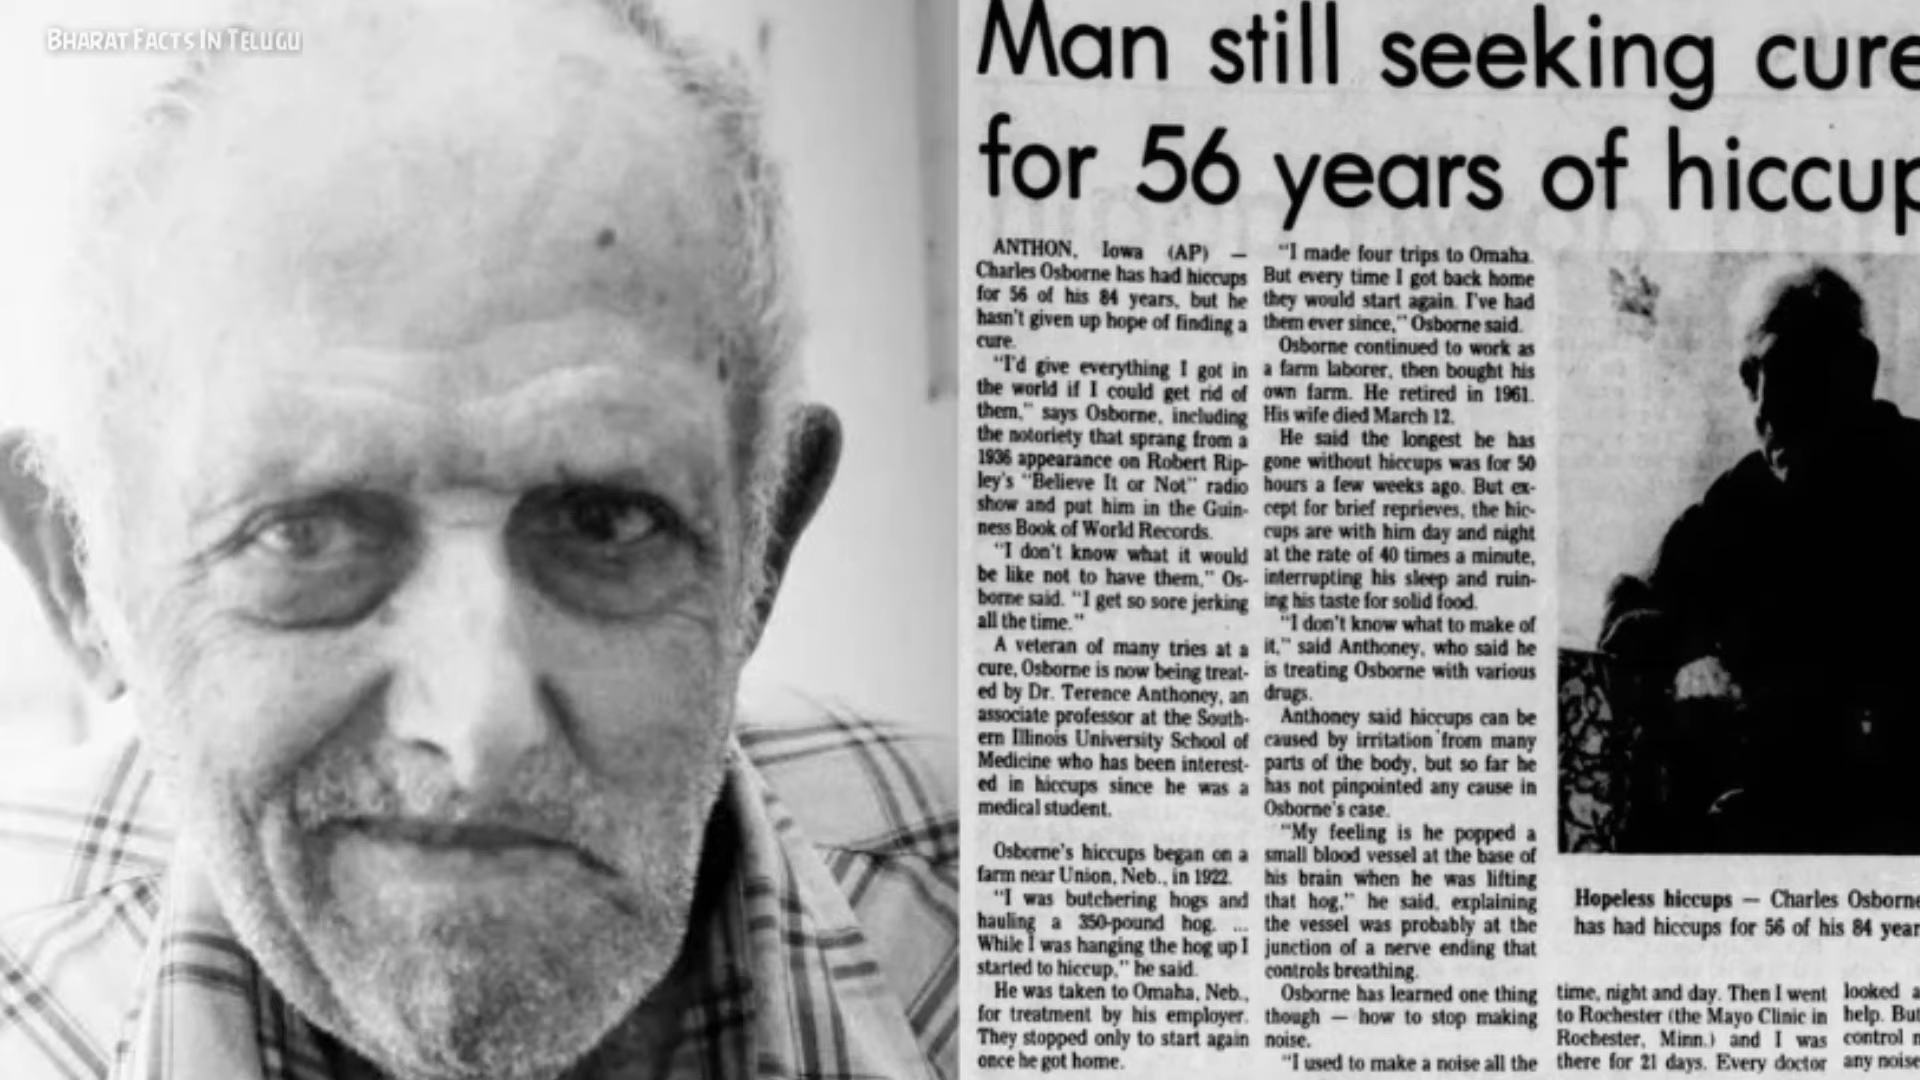 BHARAT FACTS IN TELUGU
Man still seeking cure
for 56 years of hiccup
ANTHON, Iowa (AP) —
Charles Osborne has had hiccups
for 56 of his 84 years, but he
hasn't given up hope of finding a
cure.
"I'd give everything I got in
the world if I could get rid of
them," says Osborne, including
the notoriety that sprang from a
1936 appearance on Robert Rip-
ley's "Believe It or Not" radio
show and put him in the Guin-
ness Book of World Records.
"I don't know what it would
be like not to have them," Os-
borne said. "I get so sore jerking
all the time."
A veteran of many tries at a
cure, Osborne is now being treat-
ed by Dr. Terence Anthoney, an
associate professor at the South-
ern Illinois University School of
Medicine who has been interest-
ed in hiccups since he was a
medical student.
Osborne's hiccups began on a
farm near Union, Neb., in 1922.
"I was butchering hogs and
hauling a 350-pound hog. ...
While I was hanging the hog up I
started to hiccup," he said.
He was taken to Omaha, Neb.,
for treatment by his employer.
They stopped only to start again
once he got home.
"I made four trips to Omaha.
But every time I got back home
they would start again. I've had
them ever since," Osborne said.
Osborne continued to work as
a farm laborer, then bought his
own farm. He retired in 1961.
His wife died March 12.
He said the longest he has
gone without hiccups was for 50
hours a few weeks ago. But ex-
cept for brief reprieves, the hic-
cups are with him day and night
at the rate of 40 times a minute,
interrupting his sleep and ruin-
ing his taste for solid food.
"I don't know what to make of
it," said Anthoney, who said he
is treating Osborne with various
drugs.
Anthoney said hiccups can be
caused by irritation from many
parts of the body, but so far he
has not pinpointed any cause in
Osborne's case.
"My feeling is he popped a
small blood vessel at the base of
his brain when he was lifting
that hog," he said, explaining
the vessel was probably at the
junction of a nerve ending that
controls breathing.
Osborne has learned one thing
though — how to stop making
noise.
"I used to make a noise all the
Hopeless hiccups — Charles Osborne
has had hiccups for 56 of his 84 year
time, night and day. Then I went
to Rochester (the Mayo Clinic in
Rochester, Minn.) and I was
there for 21 days. Every doctor
looked a
help. But
control n
any noise